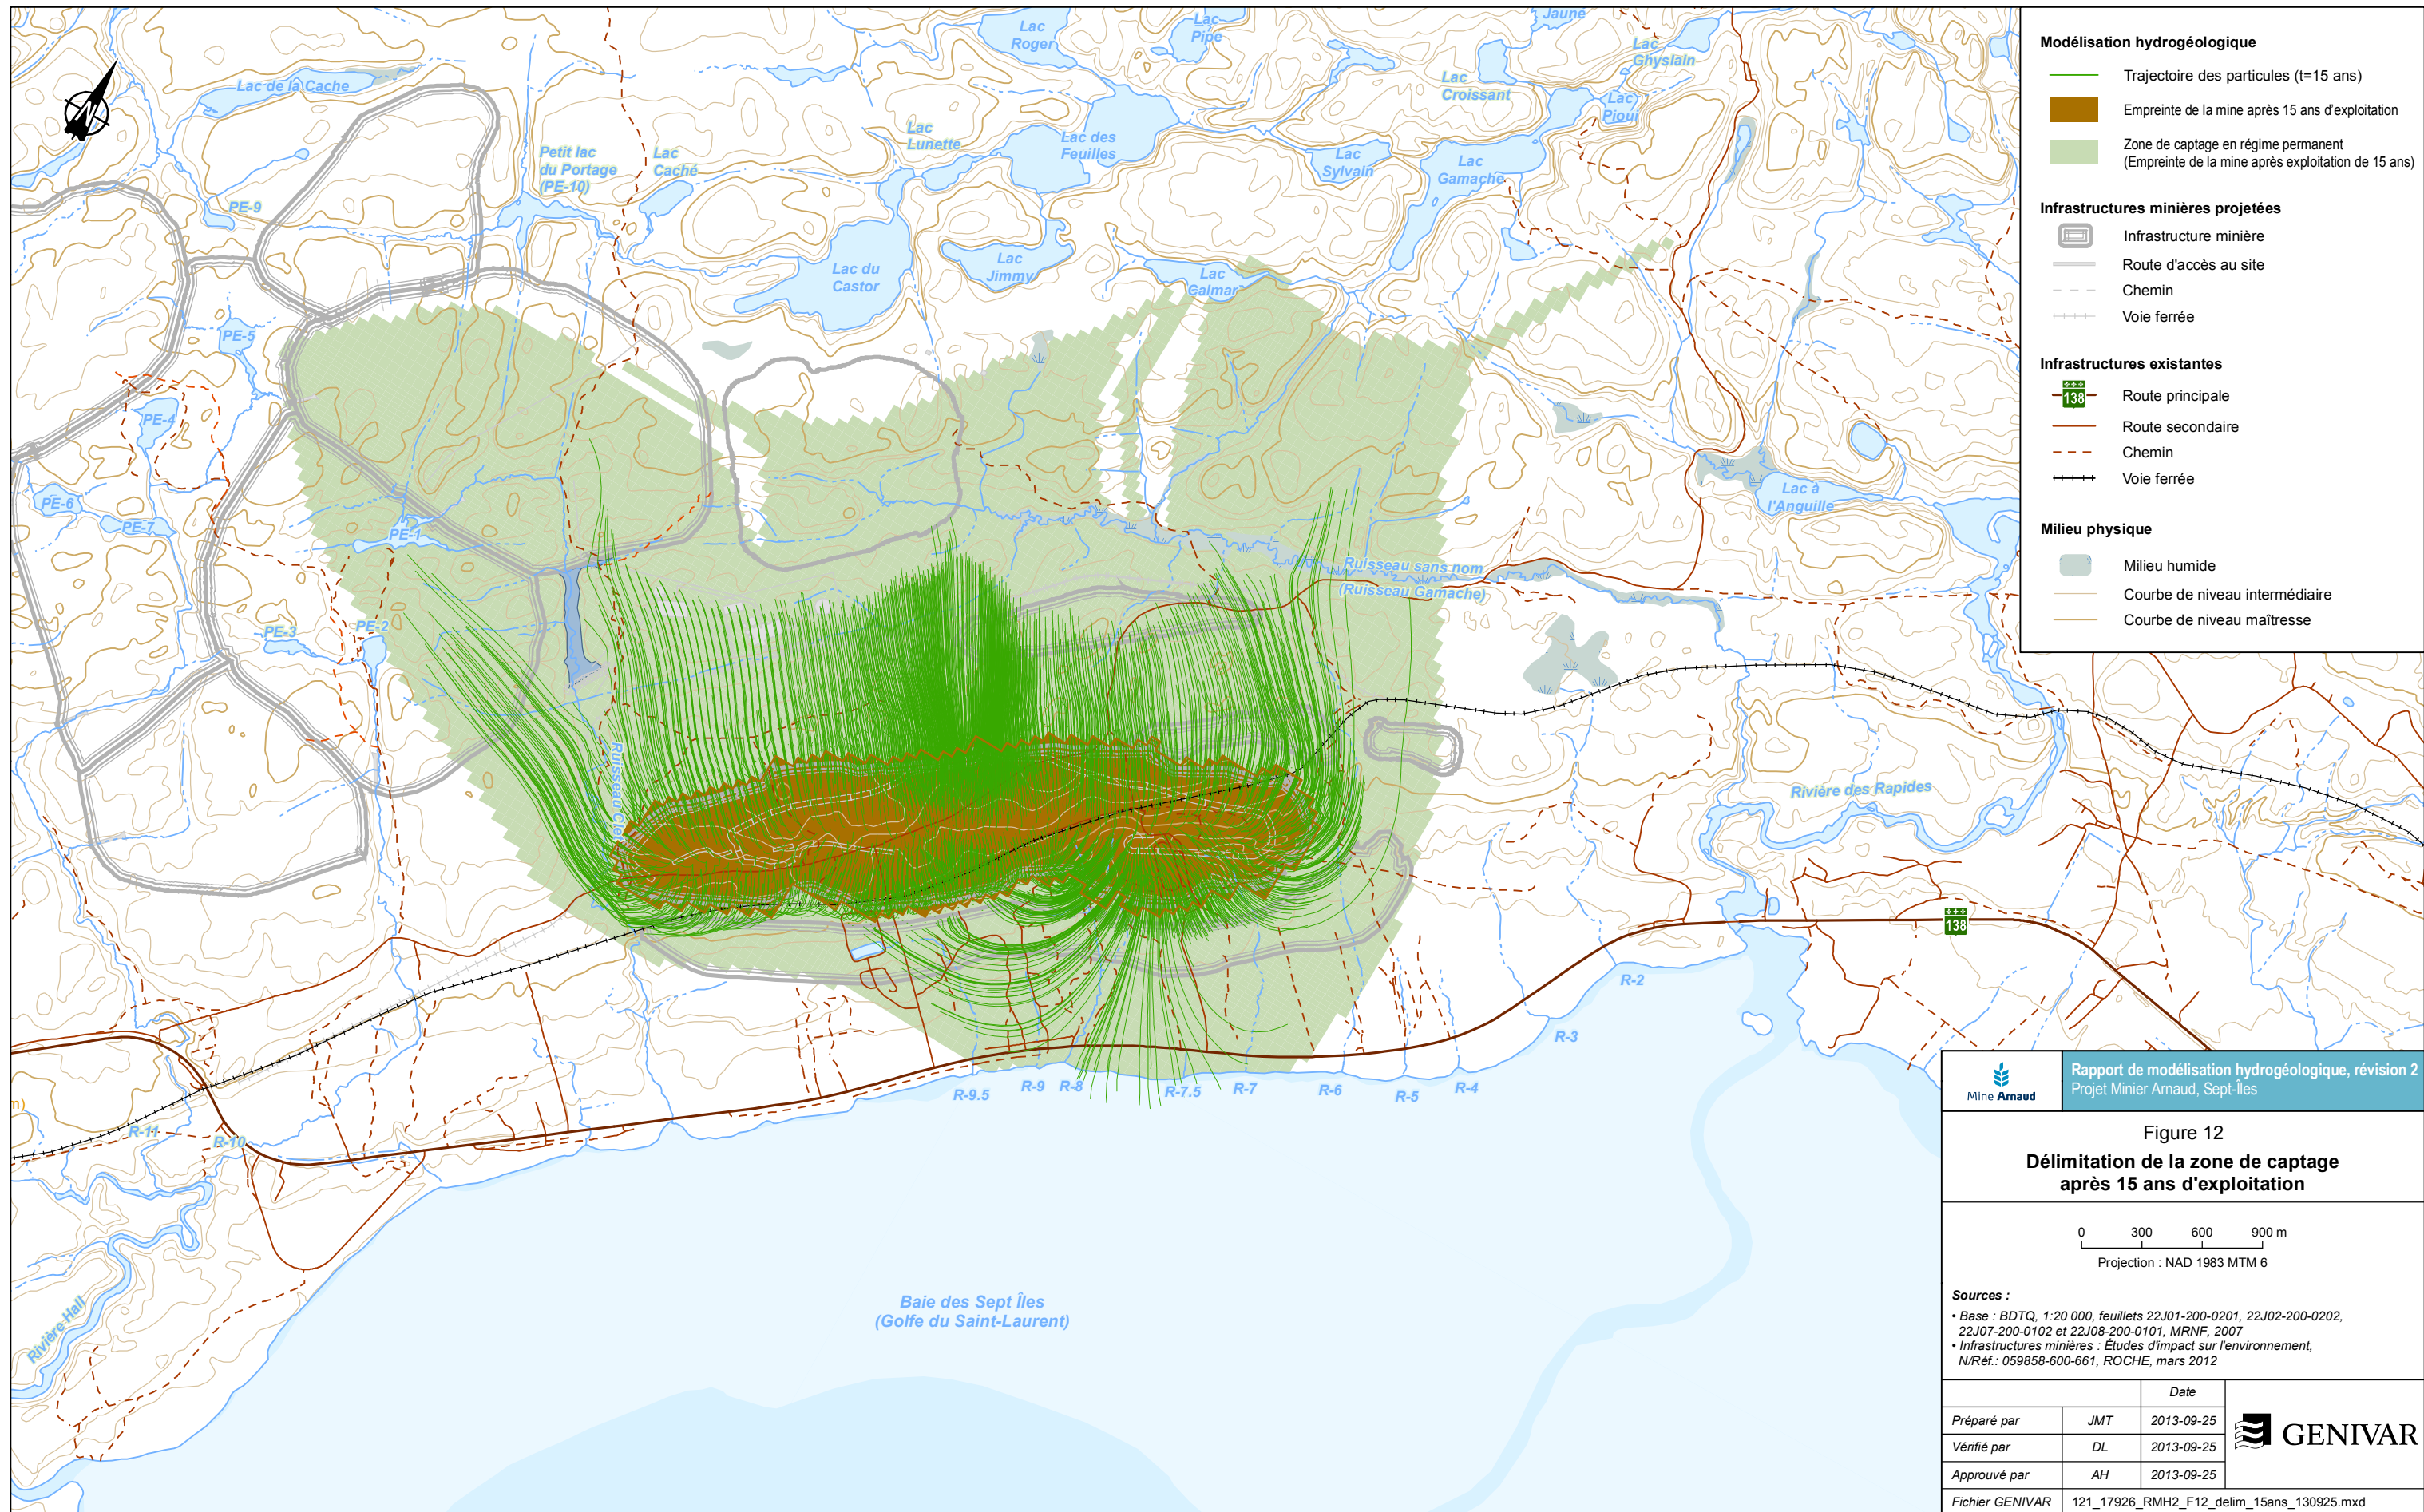 Lac
Roger
Lac
Pipe
Jaune
Lac
Ghyslain
Lac de la Cache
Lac
Croissant
Lac
Pioui
Lac
Lunette
Lac des
Feuilles
Petit lac
du Portage
(PE-10)
Lac
Caché
Lac
Sylvain
Lac
Gamache
PE-9
Lac du
Castor
Lac
Jimmy
Lac
Calmar
PE-5
PE-4
PE-6
PE-7
PE-1
Lac à
l'Anguille
Ruisseau sans nom
(Ruisseau Gamache)
PE-3
PE-2
Ruisseau Clet
Rivière des Rapides
138
R-2
R-3
R-4
R-5
R-6
R-7
R-7.5
R-8
R-9
R-9.5
R-10
R-11
m)
Rivière Hall
Baie des Sept Îles
(Golfe du Saint-Laurent)
N
Modélisation hydrogéologique
Trajectoire des particules (t=15 ans)
Empreinte de la mine après 15 ans d'exploitation
Zone de captage en régime permanent
(Empreinte de la mine après exploitation de 15 ans)
Infrastructures minières projetées
Infrastructure minière
Route d'accès au site
Chemin
Voie ferrée
Infrastructures existantes
138 Route principale
Route secondaire
Chemin
Voie ferrée
Milieu physique
Milieu humide
Courbe de niveau intermédiaire
Courbe de niveau maîtresse
Mine Arnaud
Rapport de modélisation hydrogéologique, révision 2
Projet Minier Arnaud, Sept-Îles
Figure 12
Délimitation de la zone de captage
après 15 ans d'exploitation
0 300 600 900 m
Projection : NAD 1983 MTM 6
Sources :
• Base : BDTQ, 1:20 000, feuillets 22J01-200-0201, 22J02-200-0202,
22J07-200-0102 et 22J08-200-0101, MRNF, 2007
• Infrastructures minières : Études d'impact sur l'environnement,
N/Réf.: 059858-600-661, ROCHE, mars 2012
Date
Préparé par JMT 2013-09-25
Vérifié par DL 2013-09-25
Approuvé par AH 2013-09-25
GENIVAR
Fichier GENIVAR 121_17926_RMH2_F12_delim_15ans_130925.mxd